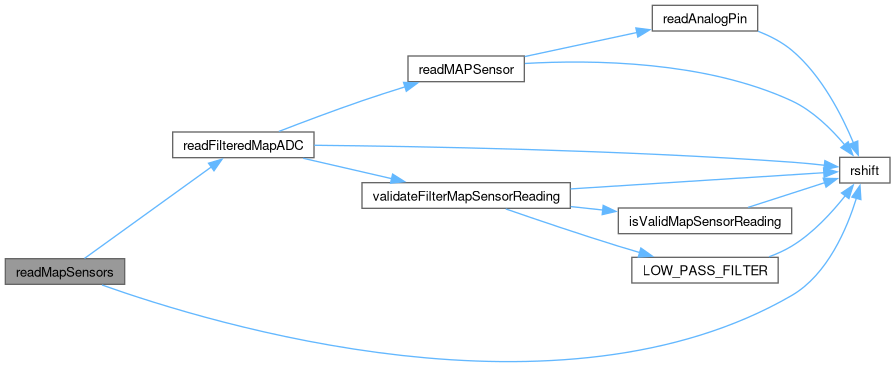 readAnalogPin
readMAPSensor
readFilteredMapADC
rshift
validateFilterMapSensorReading
isValidMapSensorReading
readMapSensors
LOW_PASS_FILTER